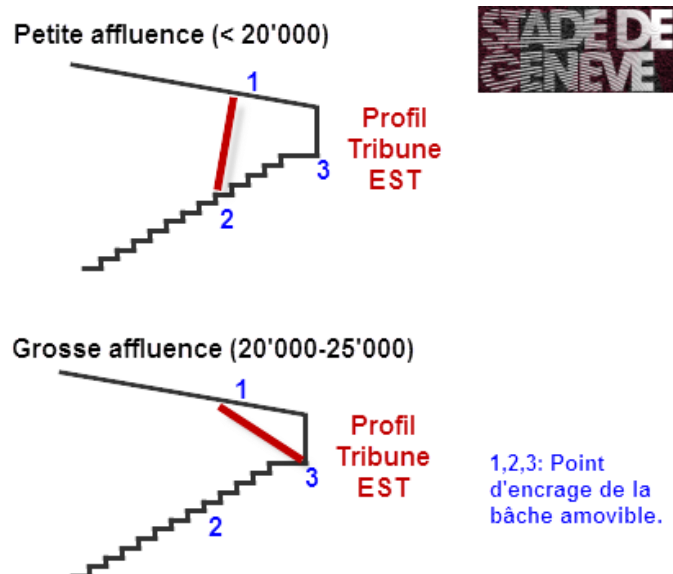 Petite affluence (< 20'000)
STADE DE
GENEVE
1
Profil
Tribune
EST
3
2
Grosse affluence (20'000-25'000)
1
Profil
Tribune
EST
3
2
1,2,3: Point
d'encrage de la
bâche amovible.